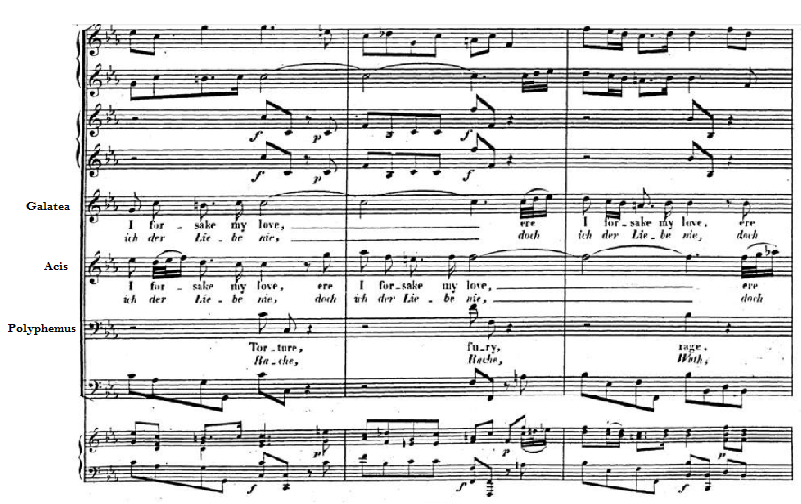 f p f
f p f
Galatea
I for - sake my love, ere I for - sake my love, ere
ich der Lie - be nie, doch ich der Lie - be nie, doch
Acis
I for - sake my love, ere I for - sake my love, ere
ich der Lie - be nie, doch ich der Lie - be nie, doch
Polyphemus
Tor - ture, fu - ry, rage.
Ra - che, Rache, Wuth,
p p
f p f p